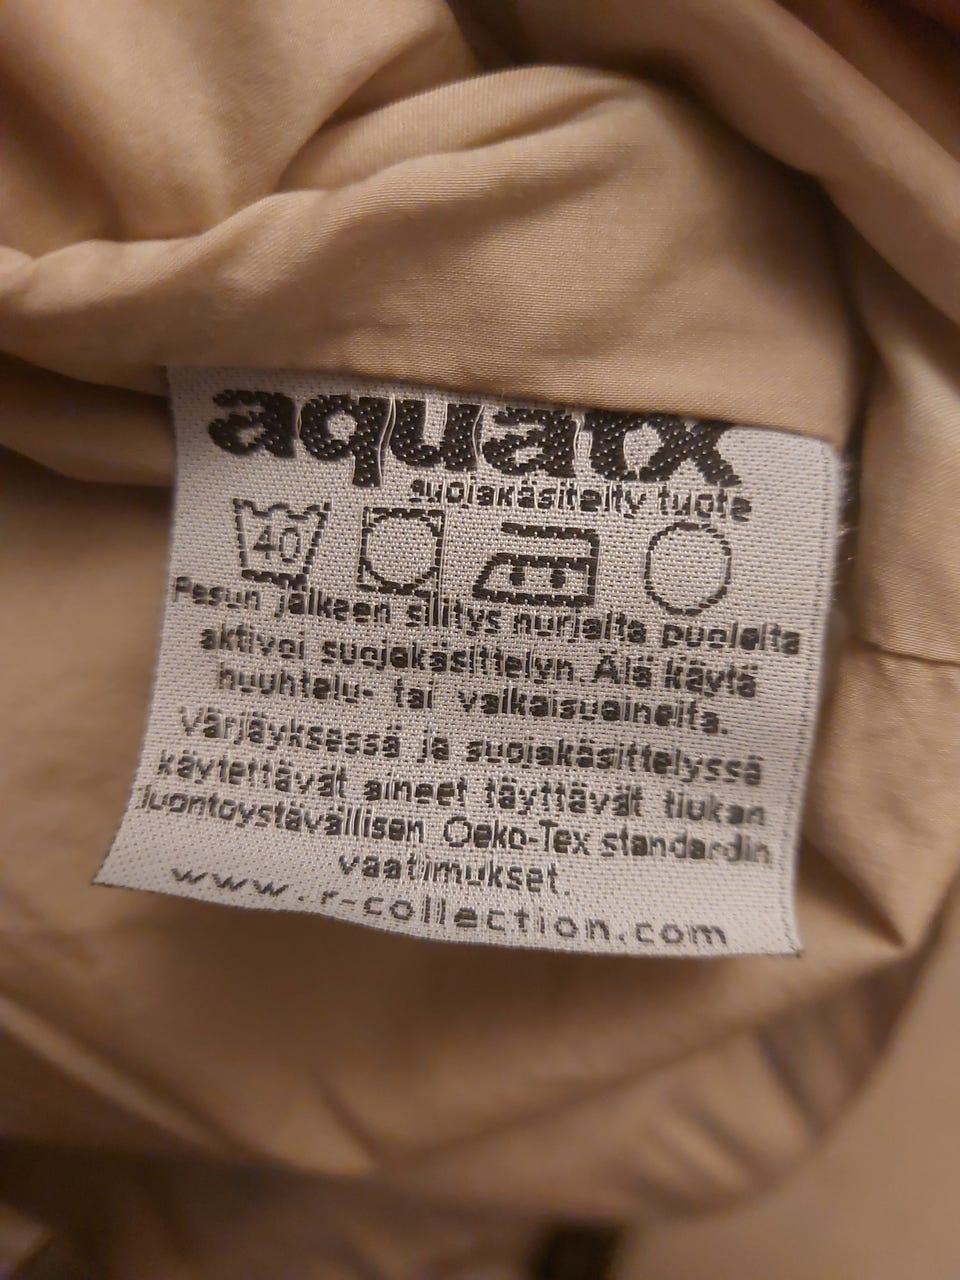 aquatx
suojakäsitelty tuote
40
Pesun jälkeen silitys nurjalta puolelta
aktivoi suojakäsittelyn. Älä käytä
huuhtelu- tai valkaisuaineita.
Värjäyksessä ja suojakäsittelyssä
käytettävät aineet täyttävät tiukan
luontoystävällisen Oeko-Tex standardin
vaatimukset.
www.r-collection.com